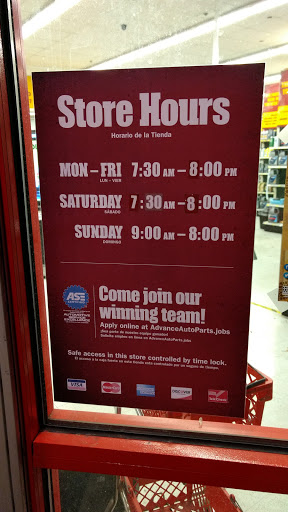 Store Hours
Horario de la Tienda
MON – FRI 7:30 AM – 8:00 PM
LUN – VIER
SATURDAY 7:30 AM – 8:00 PM
SÁBADO
SUNDAY 9:00 AM – 8:00 PM
DOMINGO
ASE
Come join our
winning team!
Apply online at AdvanceAutoParts.jobs
Safe access in this store controlled by time lock.
VISA
DISCOVER